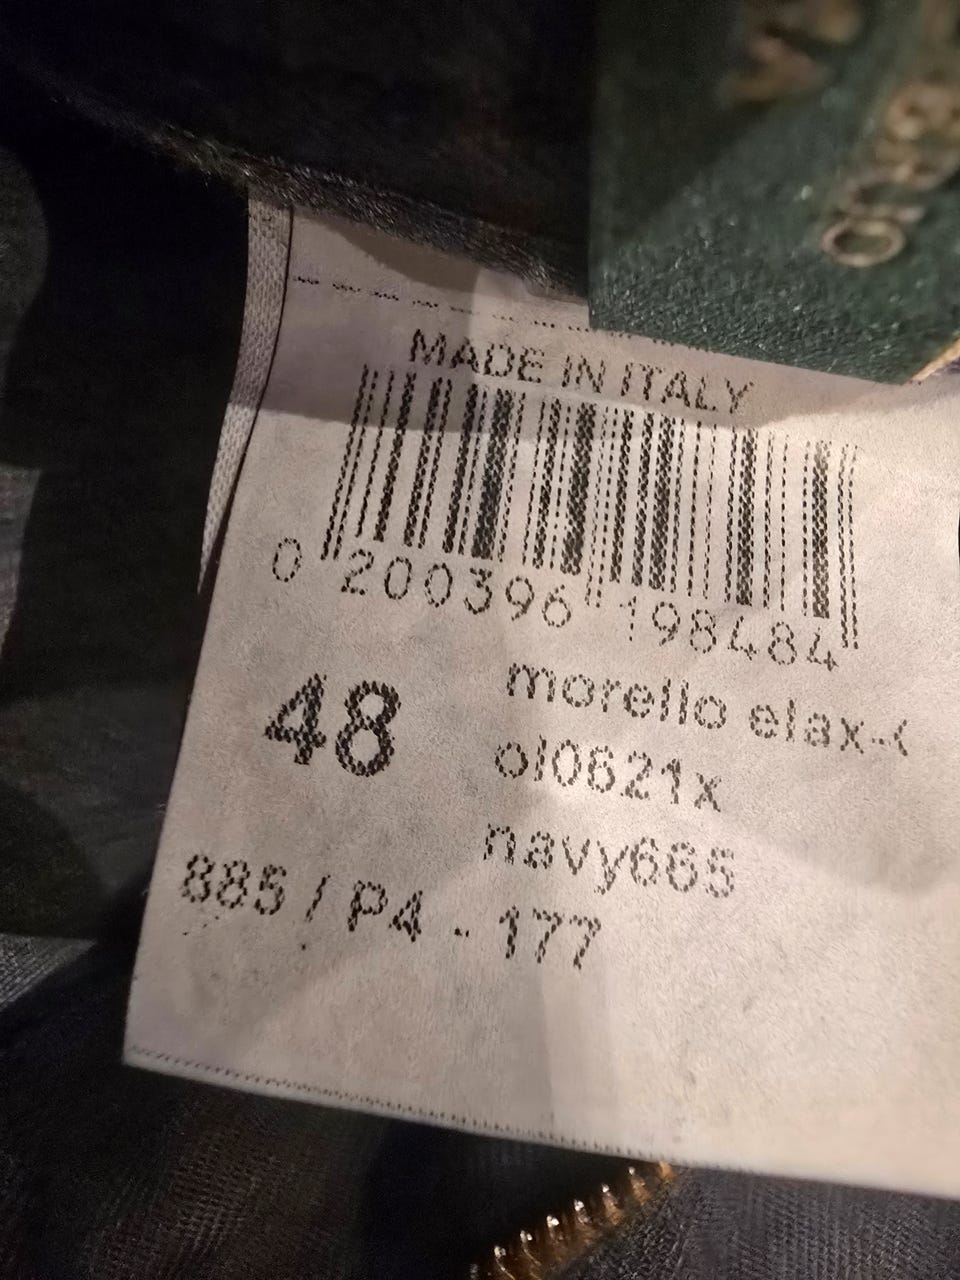 MADE IN ITALY
0 200396 198484
48
morello elax-<
ol0621x
navy665
885 / P4 - 177